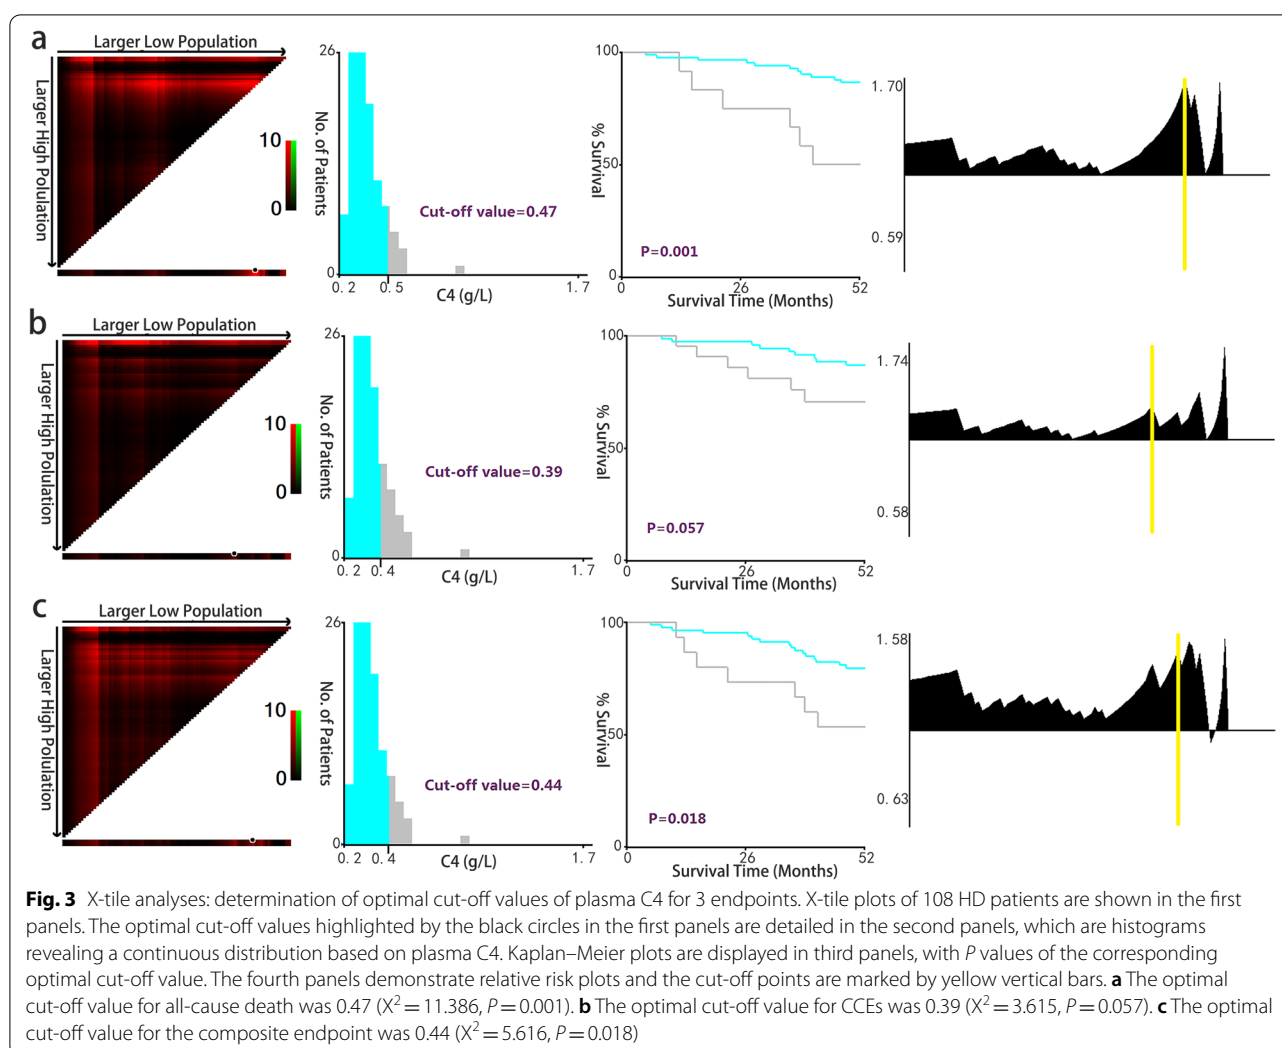 a
Larger Low Population
Larger High Polulation
10
0
26
No. of Patients
0
0.2
0.5
1.7
C4 (g/L)
Cut-off value=0.47
100
% Survival
50
0
P=0.001
0
26
52
Survival Time (Months)
1.70
0.59
b
Larger Low Population
Larger High Polulation
10
0
26
No. of Patients
0
0.2
0.4
1.7
C4 (g/L)
Cut-off value=0.39
100
% Survival
50
0
P=0.057
0
26
52
Survival Time (Months)
1.74
0.58
c
Larger Low Population
Larger High Polulation
10
0
26
No. of Patients
0
0.2
0.4
1.7
C4 (g/L)
Cut-off value=0.44
100
% Survival
50
0
P=0.018
0
26
52
Survival Time (Months)
1.58
0.63
Fig. 3 X-tile analyses: determination of optimal cut-off values of plasma C4 for 3 endpoints. X-tile plots of 108 HD patients are shown in the first
panels. The optimal cut-off values highlighted by the black circles in the first panels are detailed in the second panels, which are histograms
revealing a continuous distribution based on plasma C4. Kaplan–Meier plots are displayed in third panels, with P values of the corresponding
optimal cut-off value. The fourth panels demonstrate relative risk plots and the cut-off points are marked by yellow vertical bars. a The optimal
cut-off value for all-cause death was 0.47 (X² = 11.386, P = 0.001). b The optimal cut-off value for CCEs was 0.39 (X² = 3.615, P = 0.057). c The optimal
cut-off value for the composite endpoint was 0.44 (X² = 5.616, P = 0.018)